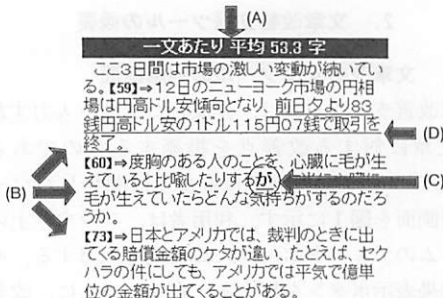 (A)
一文あたり 平均 53.3 字
ここ3日間は市場の激しい変動が続いてい
る。【59】⇒12日のニューヨーク市場の円相
場は円高ドル安傾向となり、前日夕より83
銭円高ドル安の1ドル115円07銭で取引を
(D)
終了。
【60】⇒度胸のある人のことを、心臓に毛が生
(B)
えていると比喩したりするが、
(C)
毛が生えていたらどんな気持ちがするのだろ
うか。
【73】⇒日本とアメリカでは、裁判のときに出
てくる賠償金額のケタが違い、たとえば、セク
ハラの件にしても、アメリカでは平気で億単
位の金額が出てくることがある。